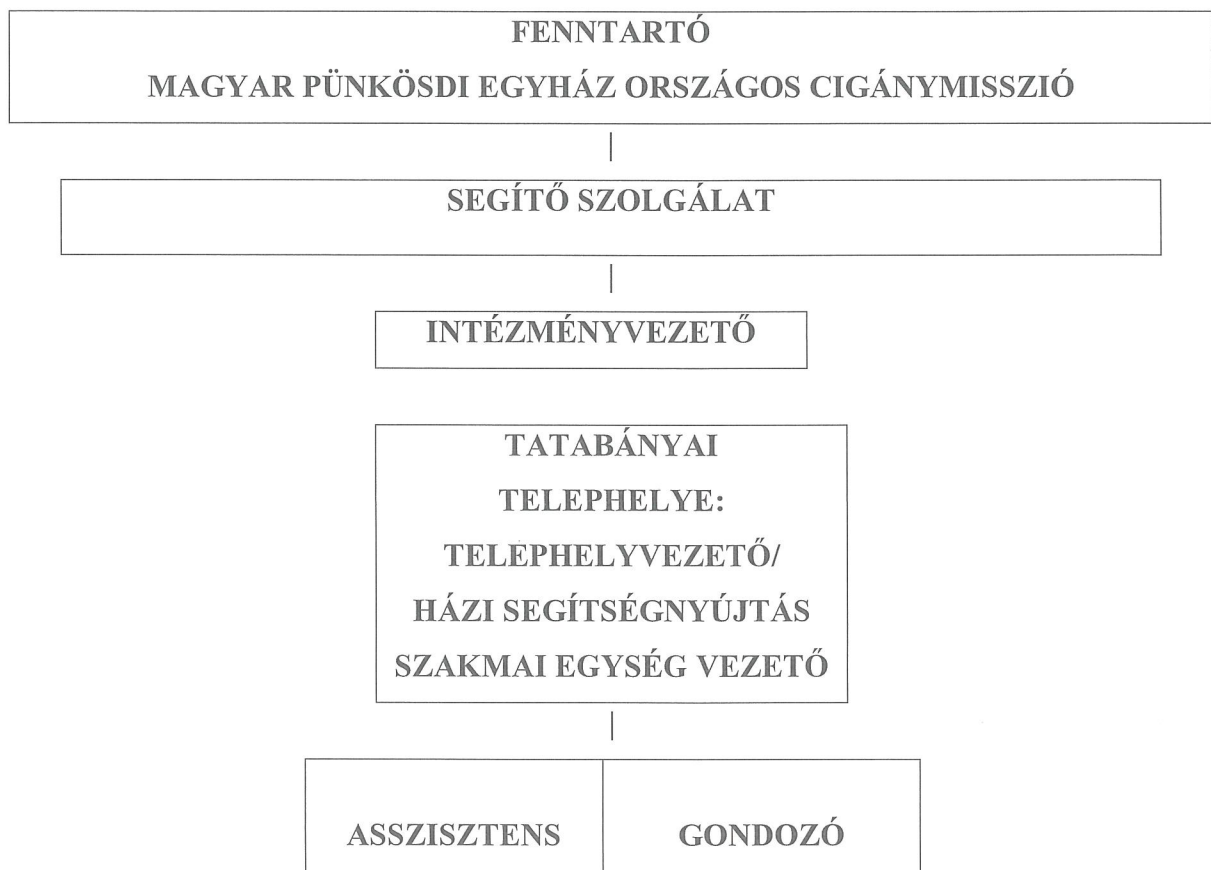 FENNTARTÓ
MAGYAR PÜNKÖSDI EGYHÁZ ORSZÁGOS CIGÁNYMISSZIÓ
SEGÍTŐ SZOLGÁLAT
INTÉZMÉNYVEZETŐ
TATABÁNYAI
TELEPHELYE:
TELEPHELYVEZETŐ/
HÁZI SEGÍTSÉGNYÚJTÁS
SZAKMAI EGYSÉG VEZETŐ
ASSZISZTENS GONDOZÓ